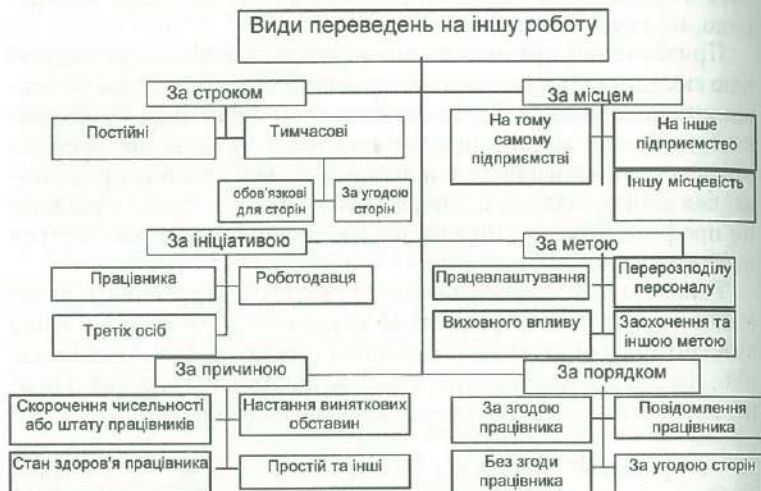 Види переведень на іншу роботу
За строком
Постійні
Тимчасові
обов'язкові
для сторін
За угодою
сторін
За місцем
На тому
самому
підприємстві
На інше
підприємство
Іншу місцевість
За ініціативою
Працівника
Роботодавця
Третіх осіб
За метою
Працевлаштування
Перерозподілу
персоналу
Виховного впливу
Заохочення та
іншою метою
За причиною
Скорочення чисельності
або штату працівників
Настання виняткових
обставин
Стан здоров'я працівника
Простій та інші
За порядком
За згодою
працівника
Повідомлення
працівника
Без згоди
працівника
За угодою сторін